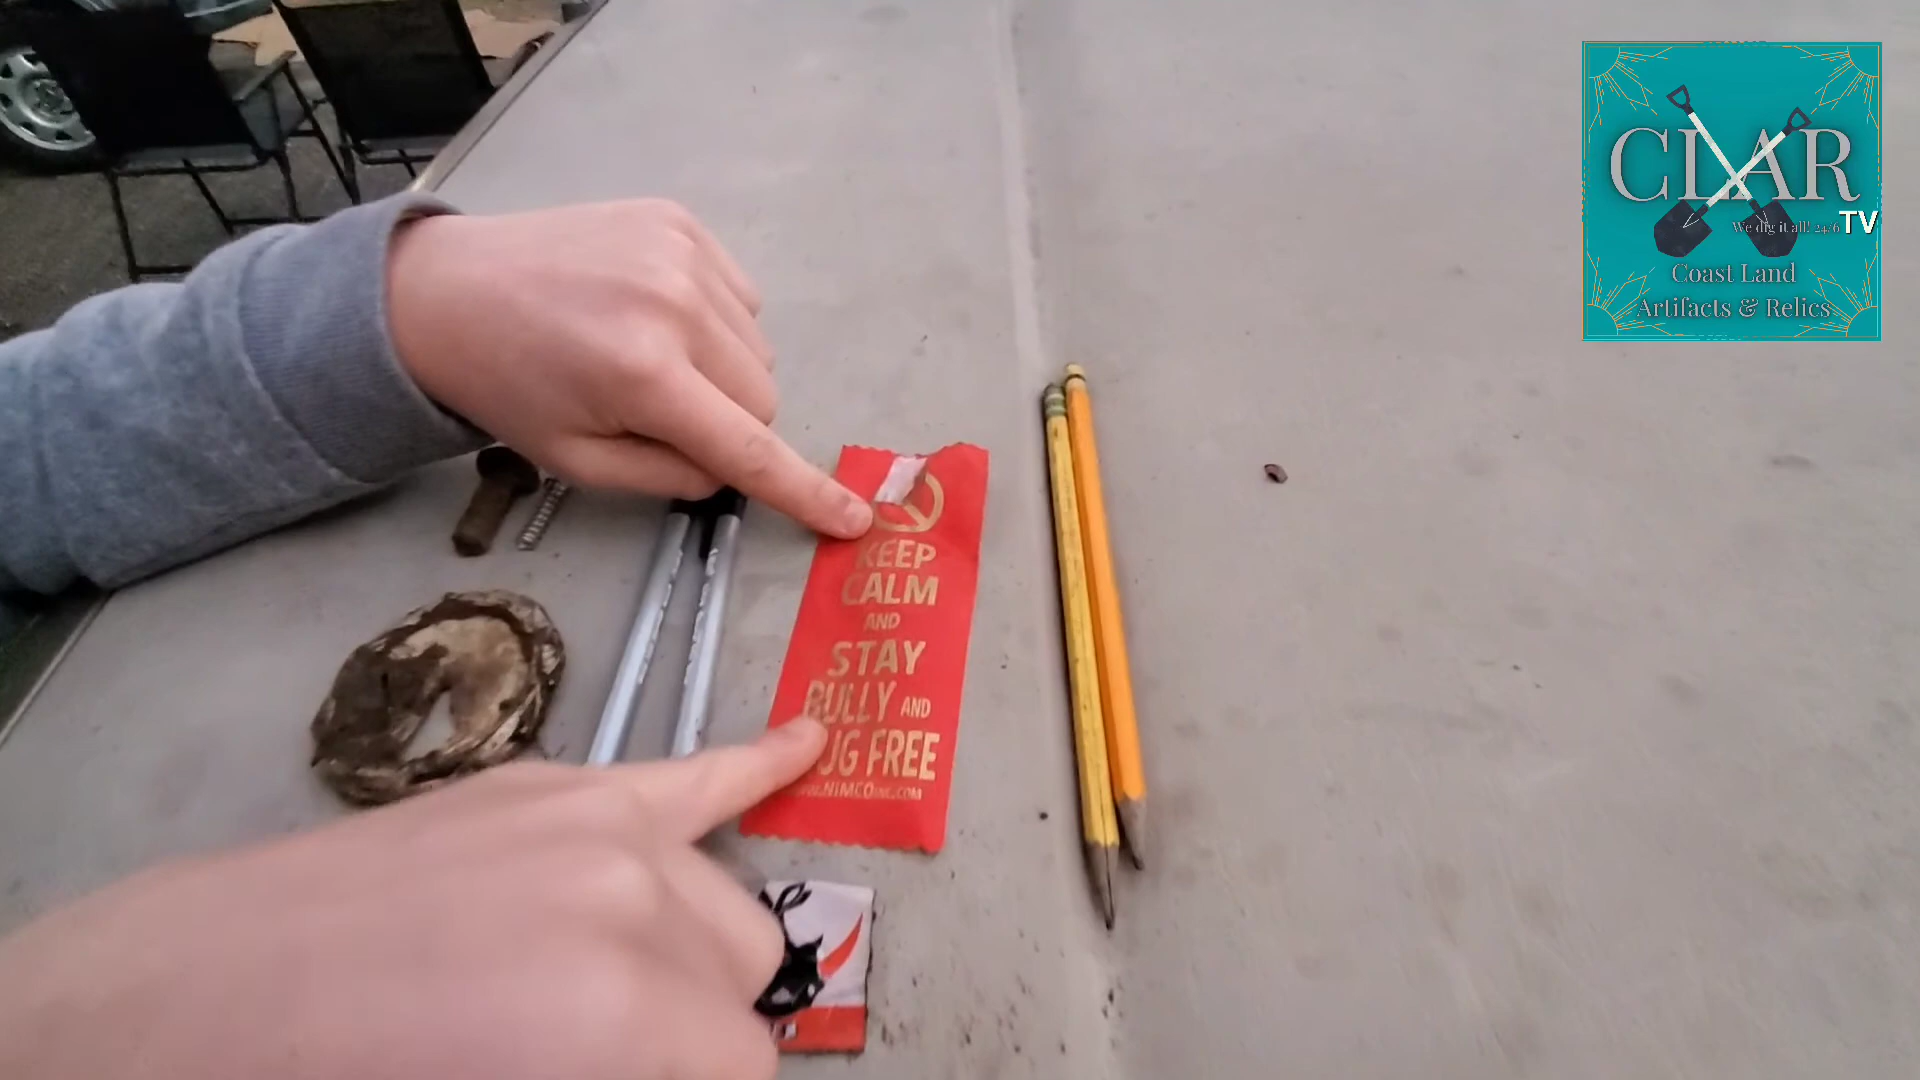 CLAR
We dig it all! 24/6 TV
Coast Land
Artifacts & Relics
KEEP
CALM
AND
STAY
BULLY AND
FREE